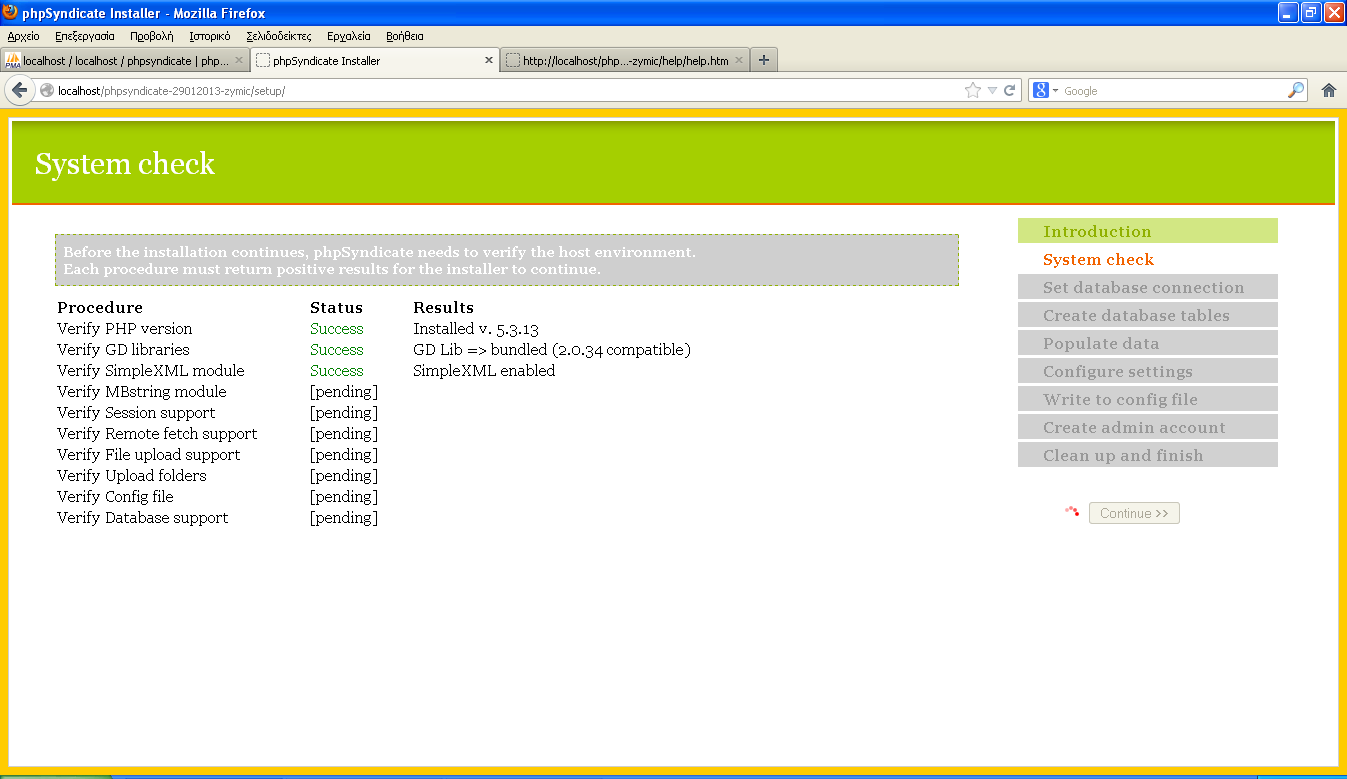 phpSyndicate Installer - Mozilla Firefox
Αρχείο Επεξεργασία Προβολή Ιστορικό Σελιδοδείκτες Εργαλεία Βοήθεια
PMA localhost / localhost / phpsyndicate | php... phpSyndicate Installer http://localhost/php...-zymic/help/help.htm
localhost/phpsyndicate-29012013-zymic/setup/ Google
System check
Before the installation continues, phpSyndicate needs to verify the host environment.
Each procedure must return positive results for the installer to continue.
Procedure Status Results
Verify PHP version Success Installed v. 5.3.13
Verify GD libraries Success GD Lib => bundled (2.0.34 compatible)
Verify SimpleXML module Success SimpleXML enabled
Verify MBstring module [pending]
Verify Session support [pending]
Verify Remote fetch support [pending]
Verify File upload support [pending]
Verify Upload folders [pending]
Verify Config file [pending]
Verify Database support [pending]
Introduction
System check
Set database connection
Create database tables
Populate data
Configure settings
Write to config file
Create admin account
Clean up and finish
Continue >>